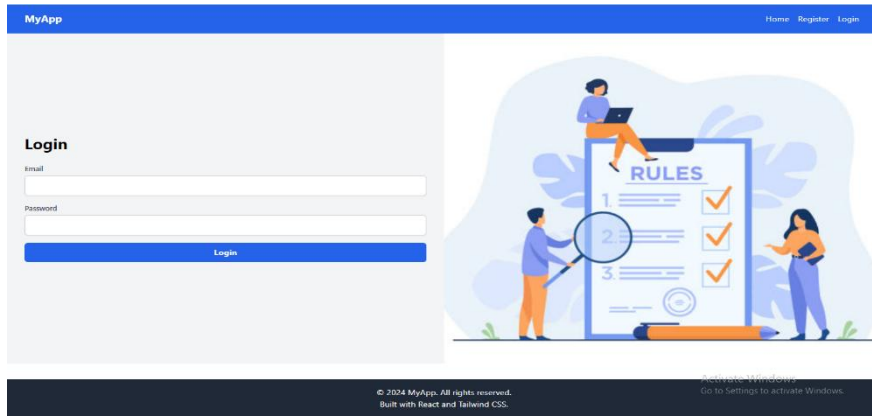 MyApp
Home Register Login
Login
Email
Password
Login
RULES
1.
2.
3.
© 2024 MyApp. All rights reserved.
Built with React and Tailwind CSS.
Activate Windows
Go to Settings to activate Windows.